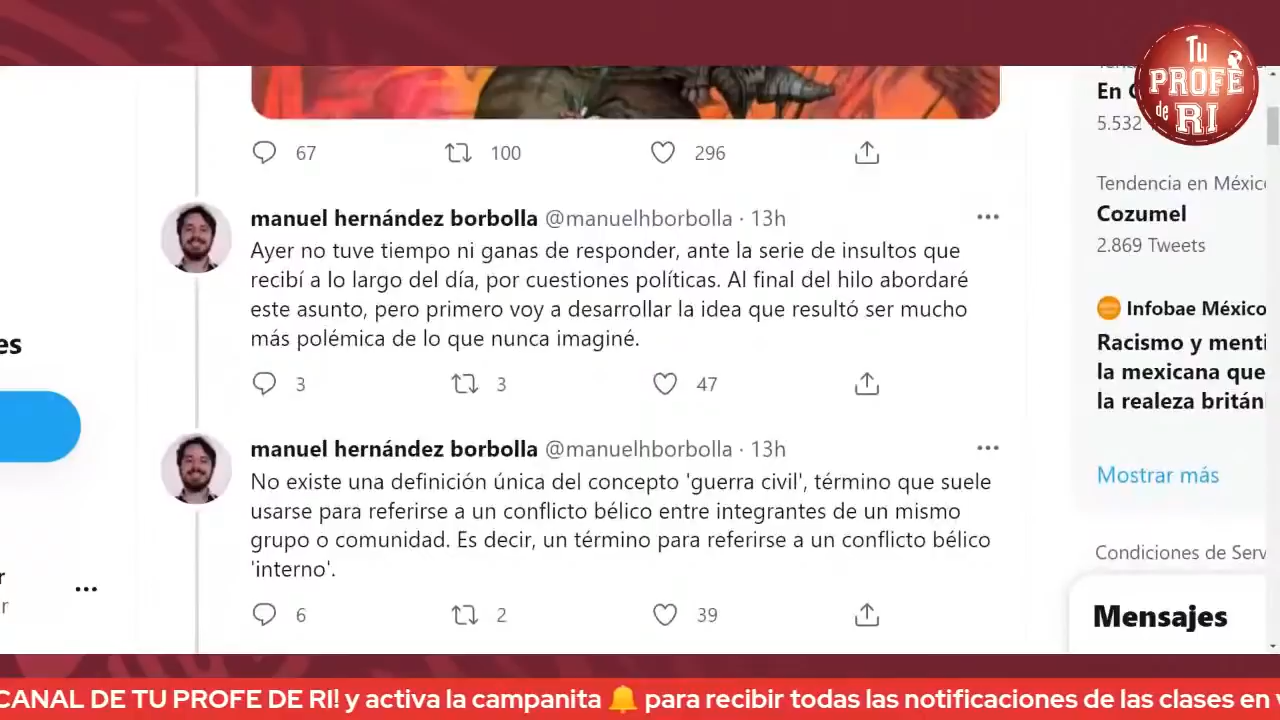 Tu
PROFE
de RI
En
5.532
67
100
296
Tendencia en Méxic
Cozumel
2.869 Tweets
manuel hernández borbolla @manuelhborbolla · 13h
Ayer no tuve tiempo ni ganas de responder, ante la serie de insultos que
recibí a lo largo del día, por cuestiones políticas. Al final del hilo abordaré
este asunto, pero primero voy a desarrollar la idea que resultó ser mucho
más polémica de lo que nunca imaginé.
3
3
47
Infobae México
Racismo y menti
la mexicana que
la realeza britán
Mostrar más
es
manuel hernández borbolla @manuelhborbolla · 13h
No existe una definición única del concepto 'guerra civil', término que suele
usarse para referirse a un conflicto bélico entre integrantes de un mismo
grupo o comunidad. Es decir, un término para referirse a un conflicto bélico
'interno'.
6
2
39
Condiciones de Serv
Mensajes
r
r
CANAL DE TU PROFE DE RI! y activa la campanita 🔔 para recibir todas las notificaciones de las clases en v